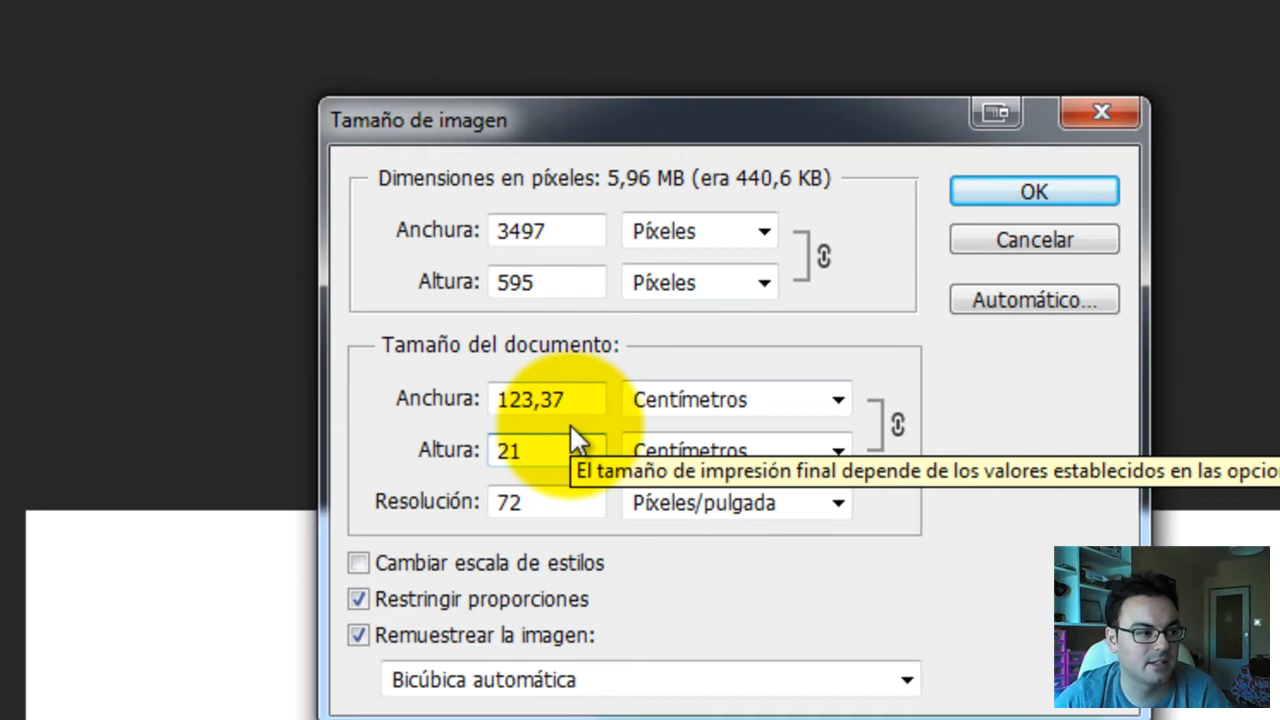 Tamaño de imagen
Dimensiones en píxeles: 5,96 MB (era 440,6 KB)
OK
Anchura: 3497 Píxeles
Cancelar
Altura: 595 Píxeles
Automático...
Tamaño del documento:
Anchura: 123,37 Centímetros
Altura: 21 Centímetros
El tamaño de impresión final depende de los valores establecidos en las
Resolución: 72 Píxeles/pulgada
Cambiar escala de estilos
Restringir proporciones
Remuestrear la imagen:
Bicúbica automática